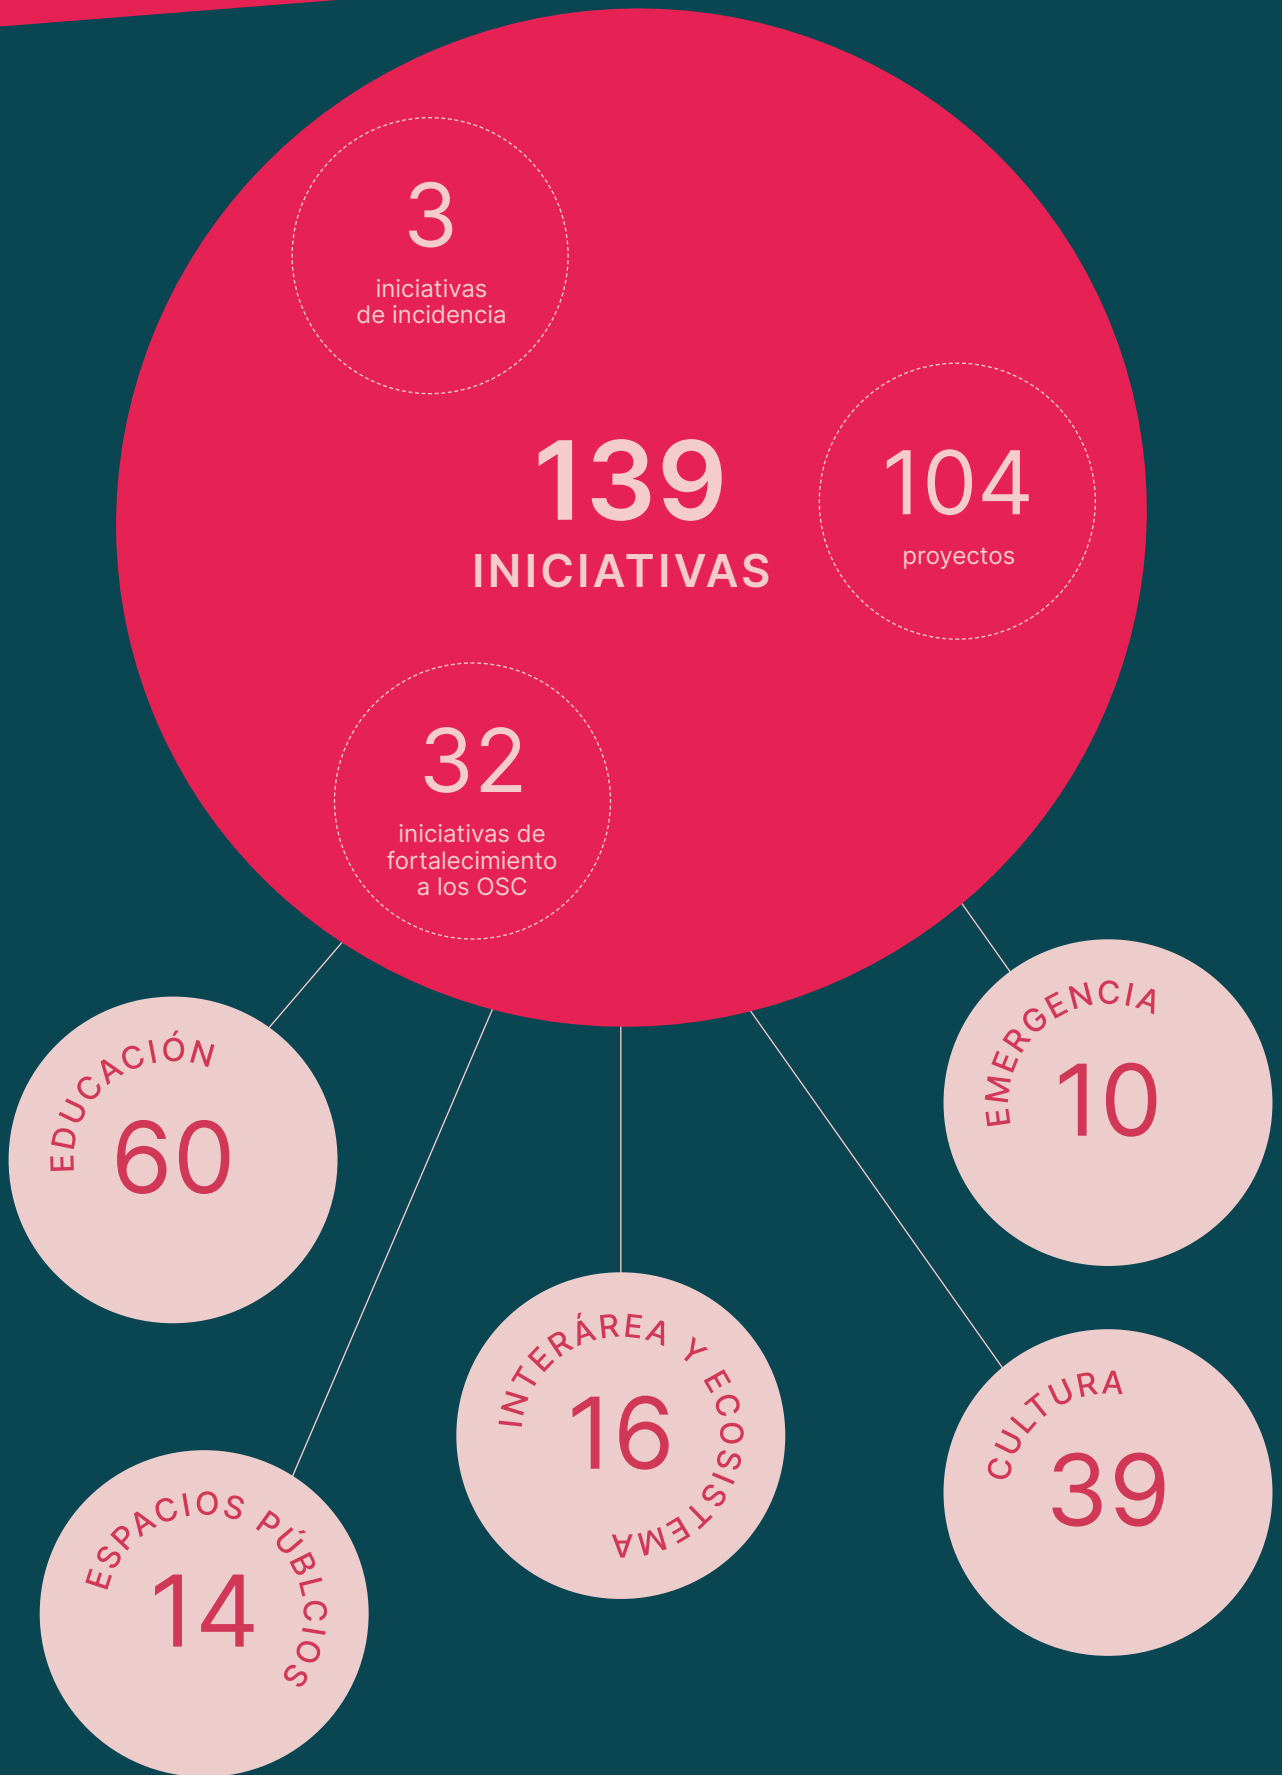 3
iniciativas
de incidencia
139
INICIATIVAS
104
proyectos
32
iniciativas de
fortalecimiento
a los OSC
EDUCACIÓN
60
EMERGENCIA
10
INTERÁREA Y ECOSISTEMA
16
CULTURA
39
ESPACIOS PÚBLCIOS
14